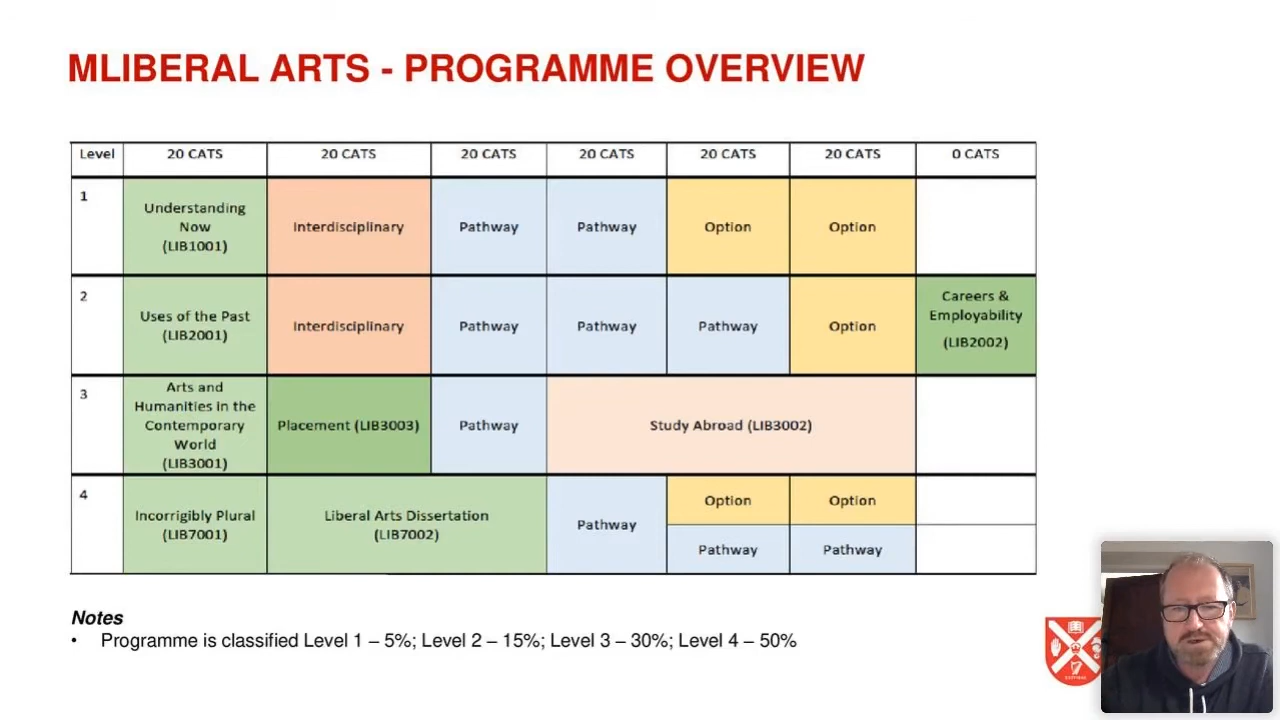 MLIBERAL ARTS - PROGRAMME OVERVIEW
Level 20 CATS 20 CATS 20 CATS 20 CATS 20 CATS 20 CATS 0 CATS
1
Understanding
Now
(LIB1001)
Interdisciplinary
Pathway
Pathway
Option
Option
2
Uses of the Past
(LIB2001)
Interdisciplinary
Pathway
Pathway
Pathway
Option
Careers &
Employability
(LIB2002)
3
Arts and
Humanities in the
Contemporary
World
(LIB3001)
Placement (LIB3003)
Pathway
Study Abroad (LIB3002)
4
Incorrigibly Plural
(LIB7001)
Liberal Arts Dissertation
(LIB7002)
Pathway
Option
Option
Pathway
Pathway
Notes
• Programme is classified Level 1 – 5%; Level 2 – 15%; Level 3 – 30%; Level 4 – 50%